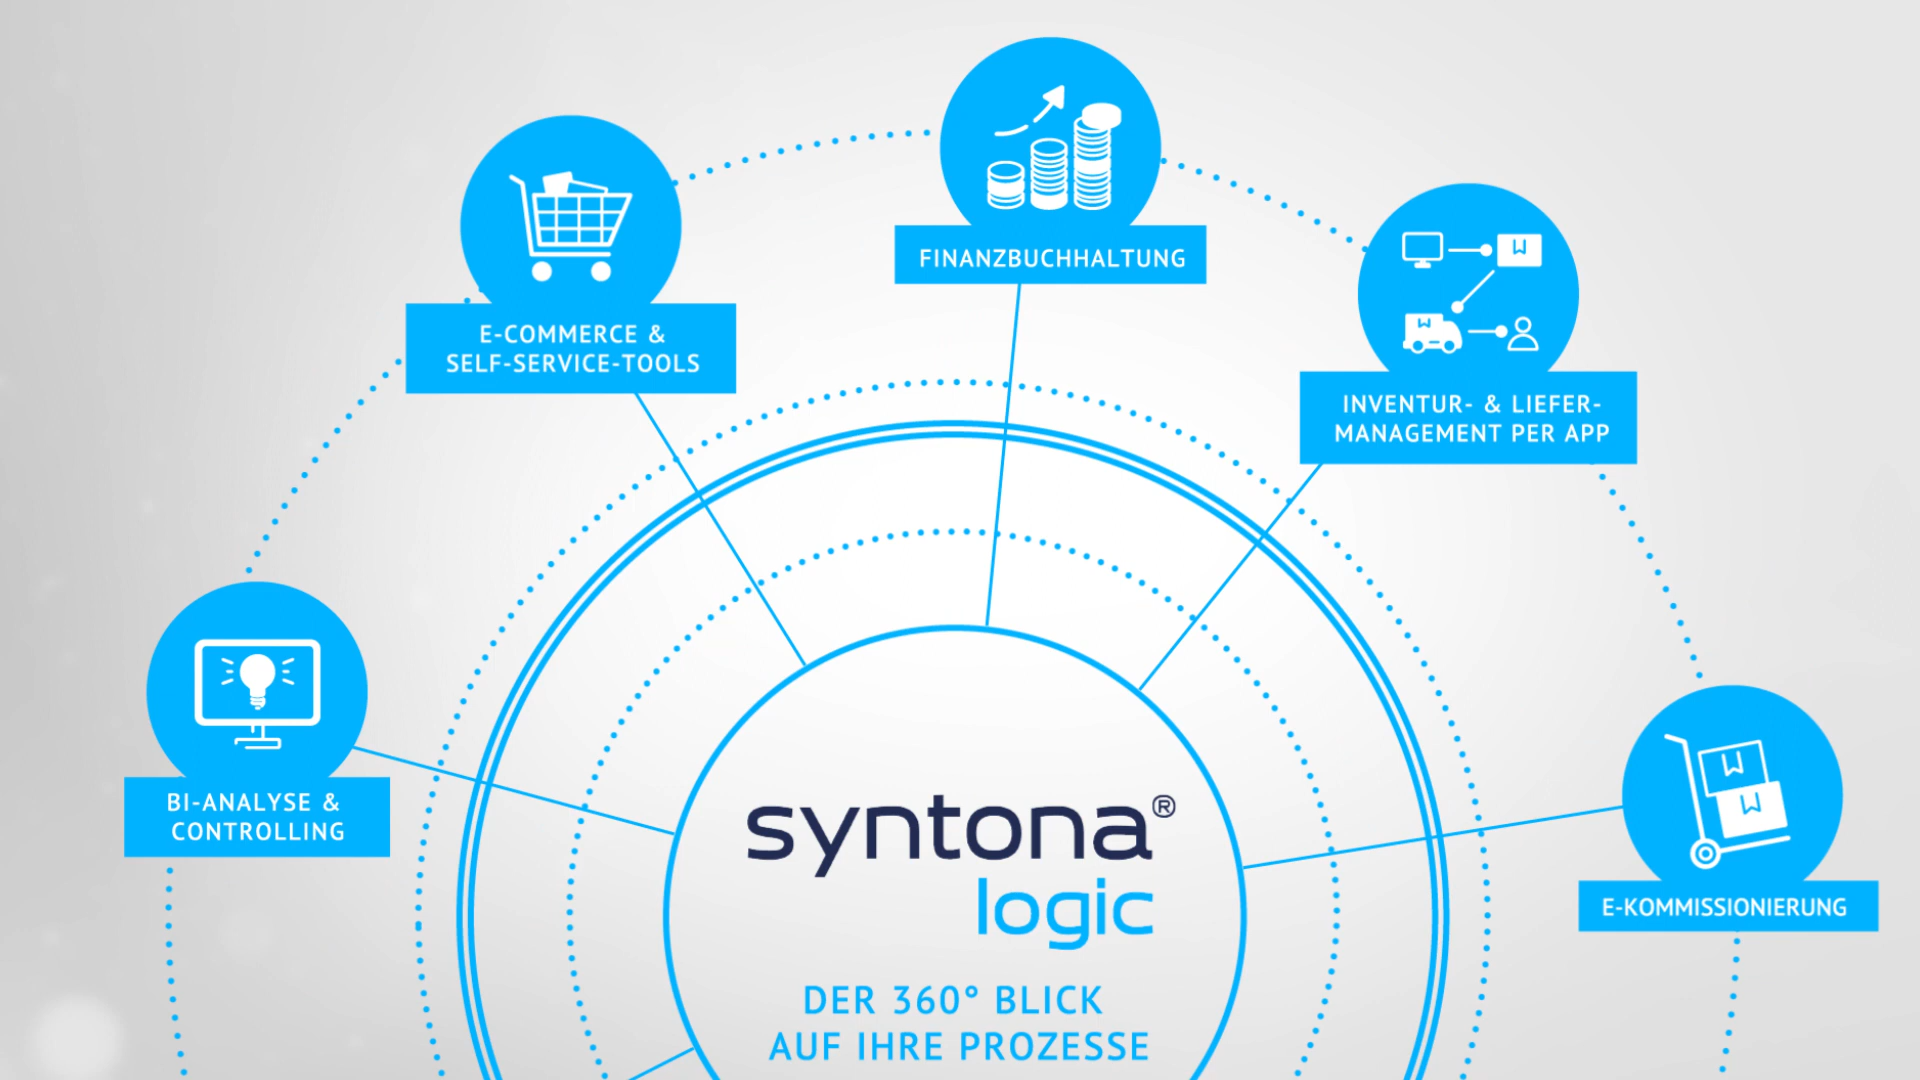 FINANZBUCHHALTUNG
E-COMMERCE &
SELF-SERVICE-TOOLS
INVENTUR- & LIEFER-
MANAGEMENT PER APP
BI-ANALYSE &
CONTROLLING
E-KOMMISSIONIERUNG
syntona®
logic
DER 360° BLICK
AUF IHRE PROZESSE